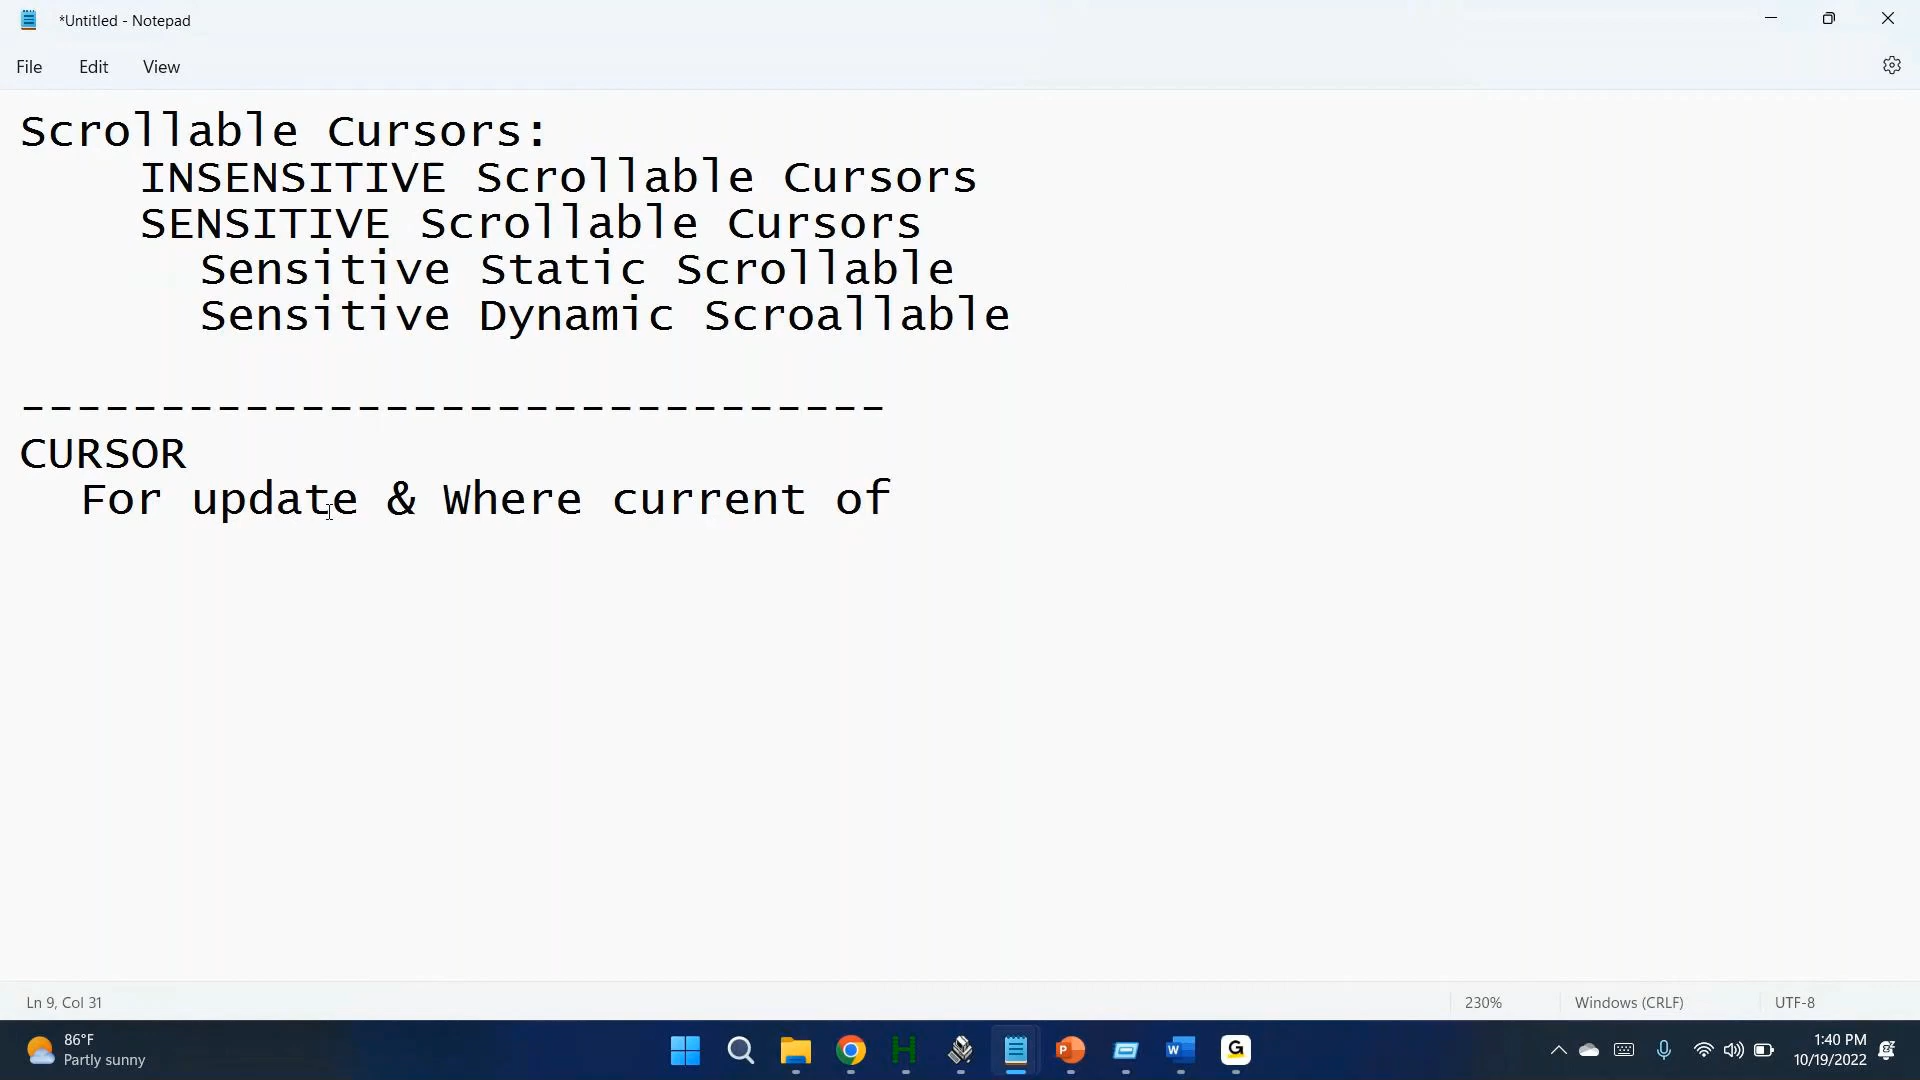 *Untitled - Notepad
File Edit View
Scrollable Cursors:
INSENSITIVE Scrollable Cursors
SENSITIVE Scrollable Cursors
Sensitive Static Scrollable
Sensitive Dynamic Scroallable
--------------------------------
CURSOR
For update & Where current of
Ln 9, Col 31 230% Windows (CRLF) UTF-8
86°F
Partly sunny
H P W G
1:40 PM
10/19/2022